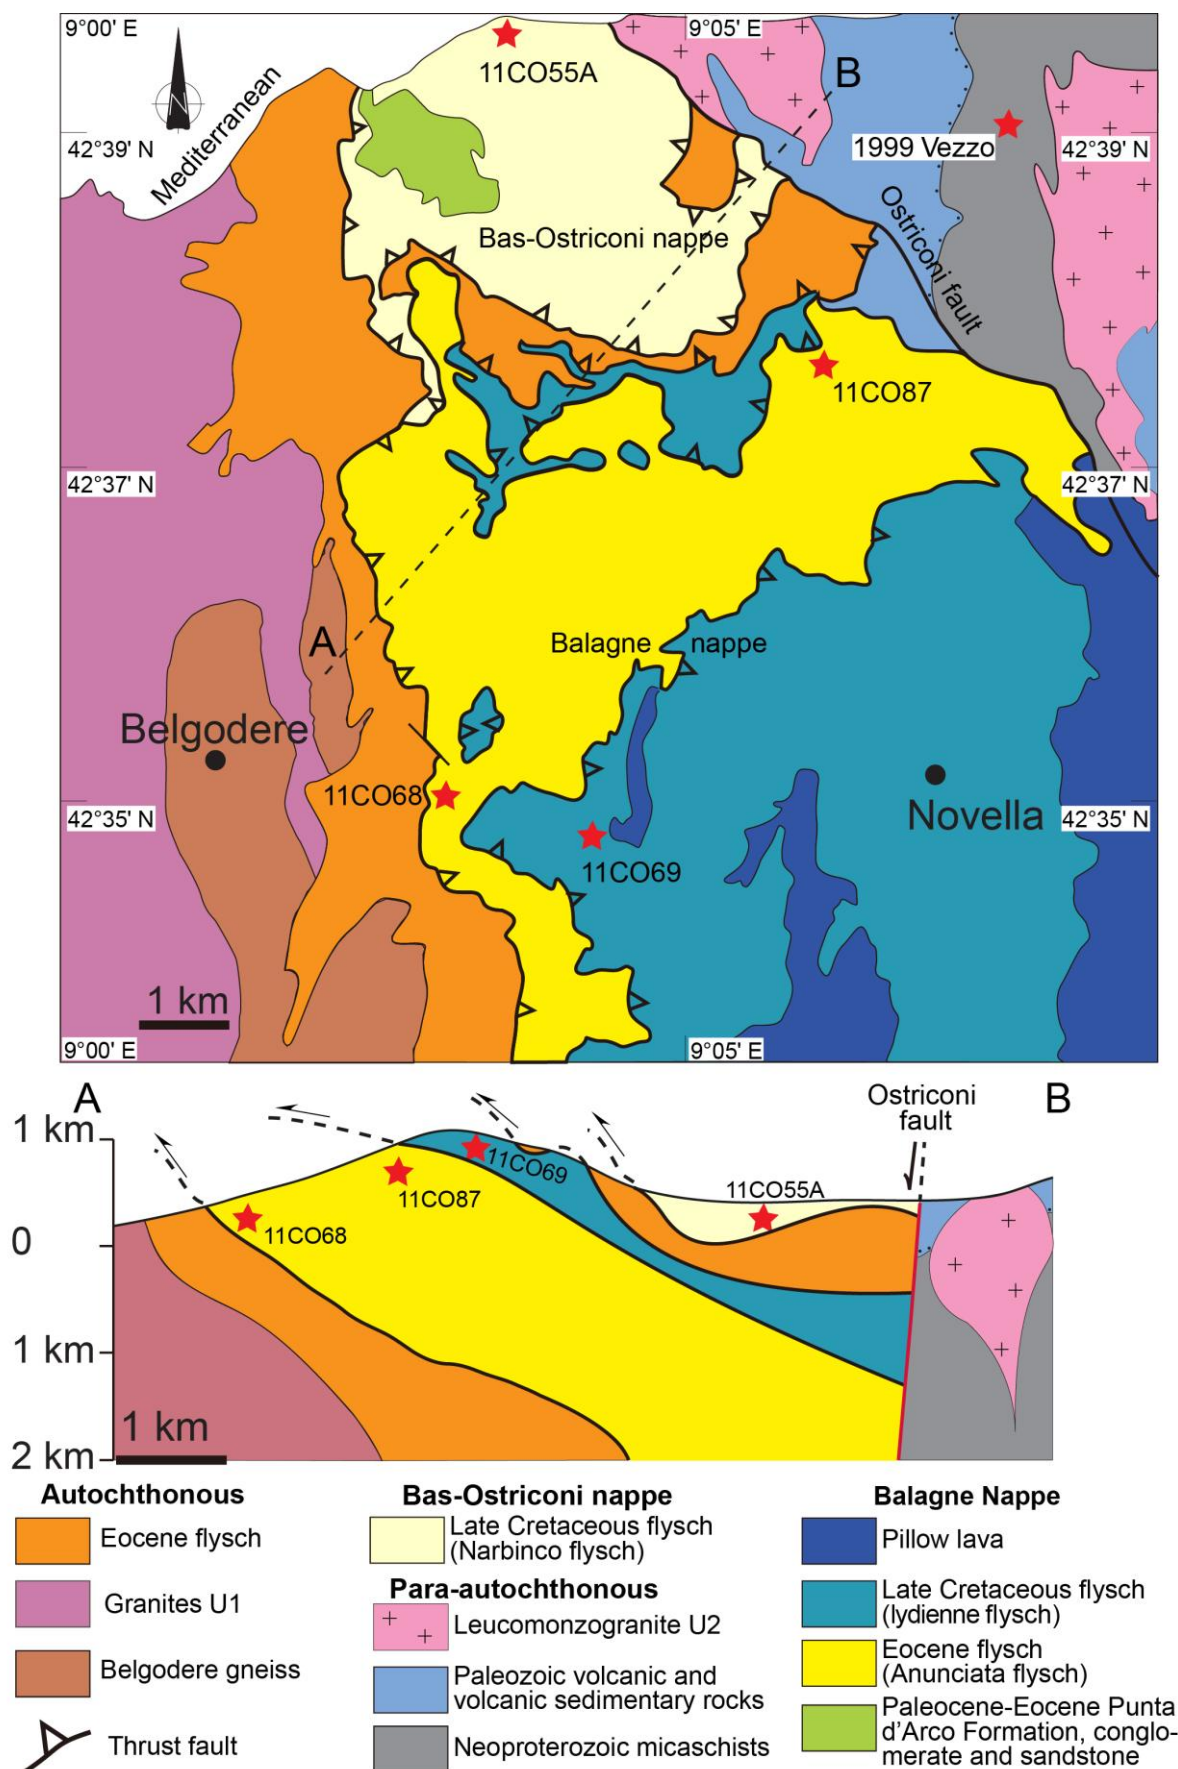 9°00' E
9°05' E
11CO55A
B
N
Mediterranean
42°39' N
1999 Vezzo
42°39' N
Bas-Ostriconi nappe
Ostriconi fault
11CO87
42°37' N
42°37' N
A
Balagne nappe
Belgodere
11CO68
42°35' N
Novella
42°35' N
11CO69
1 km
9°00' E
9°05' E
A
Ostriconi
fault
B
1 km
11CO69
11CO87
11CO55A
11CO68
0
1 km
1 km
2 km
Autochthonous
Eocene flysch
Granites U1
Belgodere gneiss
Thrust fault
Bas-Ostriconi nappe
Late Cretaceous flysch
(Narbinco flysch)
Para-autochthonous
Leucomonzogranite U2
Paleozoic volcanic and
volcanic sedimentary rocks
Neoproterozoic micaschists
Balagne Nappe
Pillow lava
Late Cretaceous flysch
(lydienne flysch)
Eocene flysch
(Anunciata flysch)
Paleocene-Eocene Punta
d'Arco Formation, conglo-
merate and sandstone